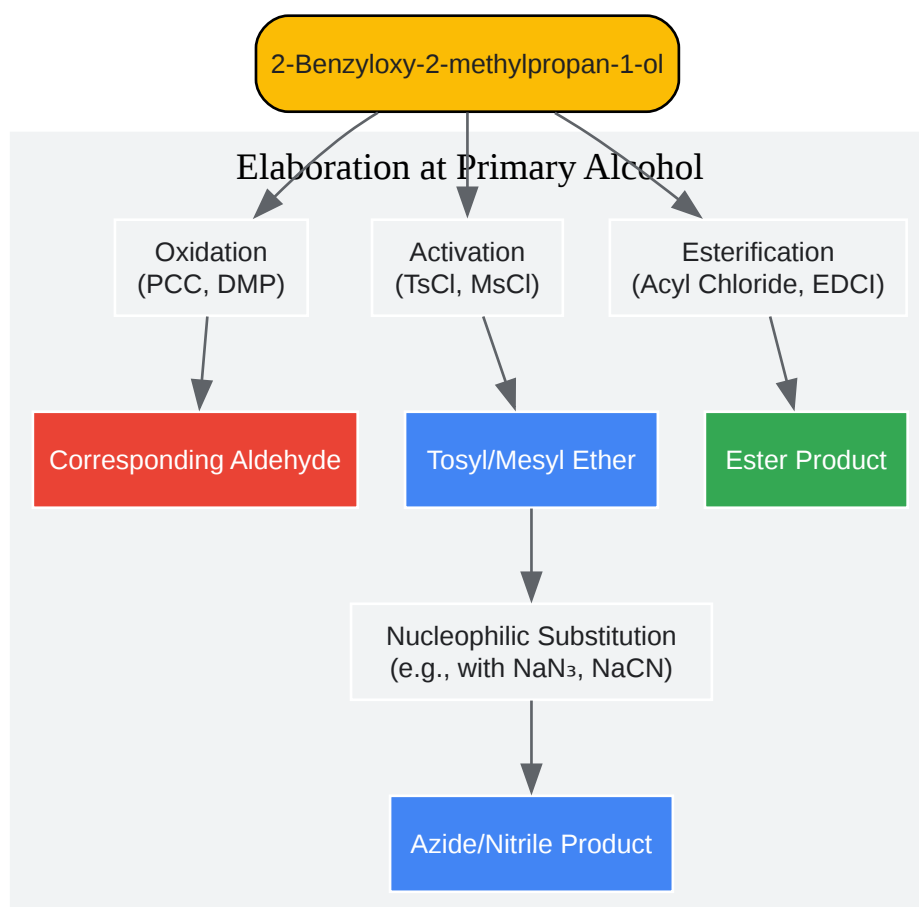 2-Benzyloxy-2-methylpropan-1-ol
Elaboration at Primary Alcohol
Oxidation
(PCC, DMP)
Activation
(TsCl, MsCl)
Esterification
(Acyl Chloride, EDCI)
Corresponding Aldehyde
Tosyl/Mesyl Ether
Ester Product
Nucleophilic Substitution
(e.g., with NaN₃, NaCN)
Azide/Nitrile Product